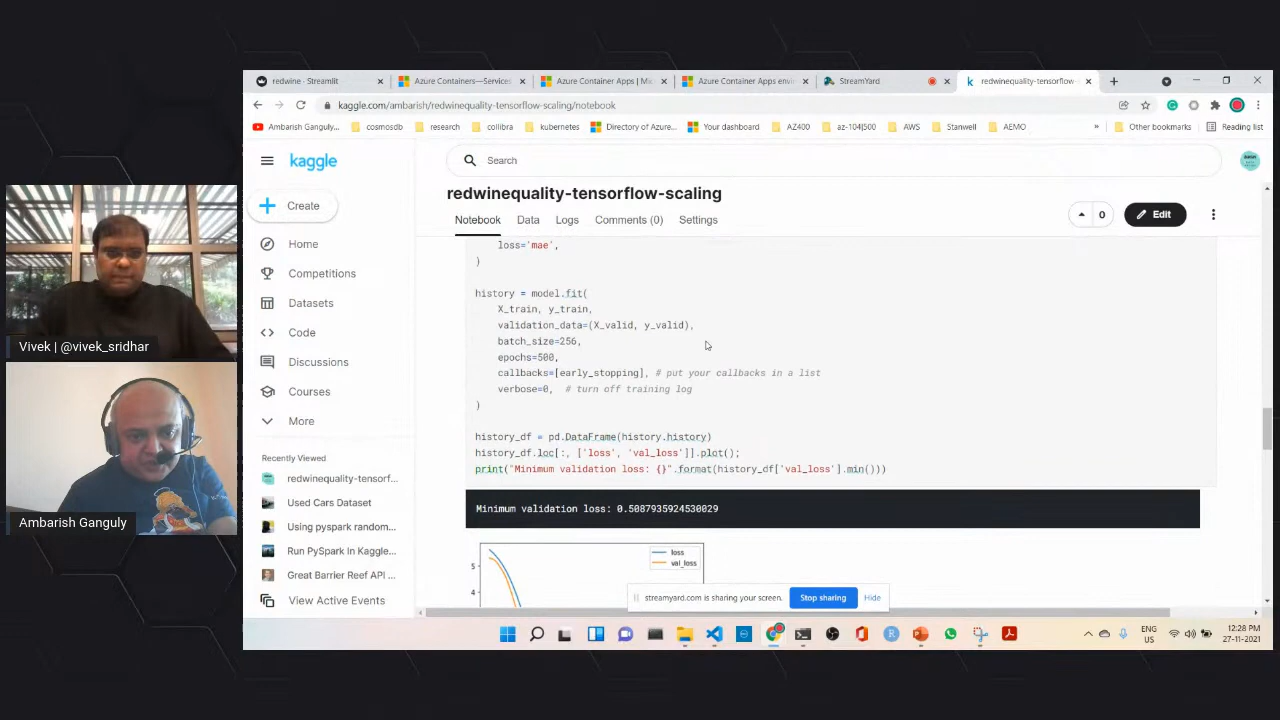 redwine · Streamlit
Azure Containers—Services
Azure Container Apps | Mi
Azure Container Apps envi
StreamYard
redwinequality-tensorflow-
kaggle.com/ambarish/redwinequality-tensorflow-scaling/notebook
Ambarish Ganguly...
cosmosdb
research
collibra
kubernetes
Directory of Azure...
Your dashboard
AZ400
az-104|500
AWS
Stanwell
AEMO
»
Other bookmarks
Reading list
kaggle
Search
Create
Home
Competitions
Datasets
Code
Discussions
Courses
More
Recently Viewed
redwinequality-tensorf...
Used Cars Dataset
Using pyspark random...
Run PySpark In Kaggle...
Great Barrier Reef API ...
View Active Events
redwinequality-tensorflow-scaling
Notebook
Data
Logs
Comments (0)
Settings
0
Edit
loss='mae',
)
history = model.fit(
X_train, y_train,
validation_data=(X_valid, y_valid),
batch_size=256,
epochs=500,
callbacks=[early_stopping], # put your callbacks in a list
verbose=0, # turn off training log
)
history_df = pd.DataFrame(history.history)
history_df.loc[:, ['loss', 'val_loss']].plot();
print("Minimum validation loss: {}".format(history_df['val_loss'].min()))
Minimum validation loss: 0.5087935924530029
loss
val_loss
5
4
streamyard.com is sharing your screen.
Stop sharing
Hide
ENG
US
12:28 PM
27-11-2021
Vivek | @vivek_sridhar
Ambarish Ganguly